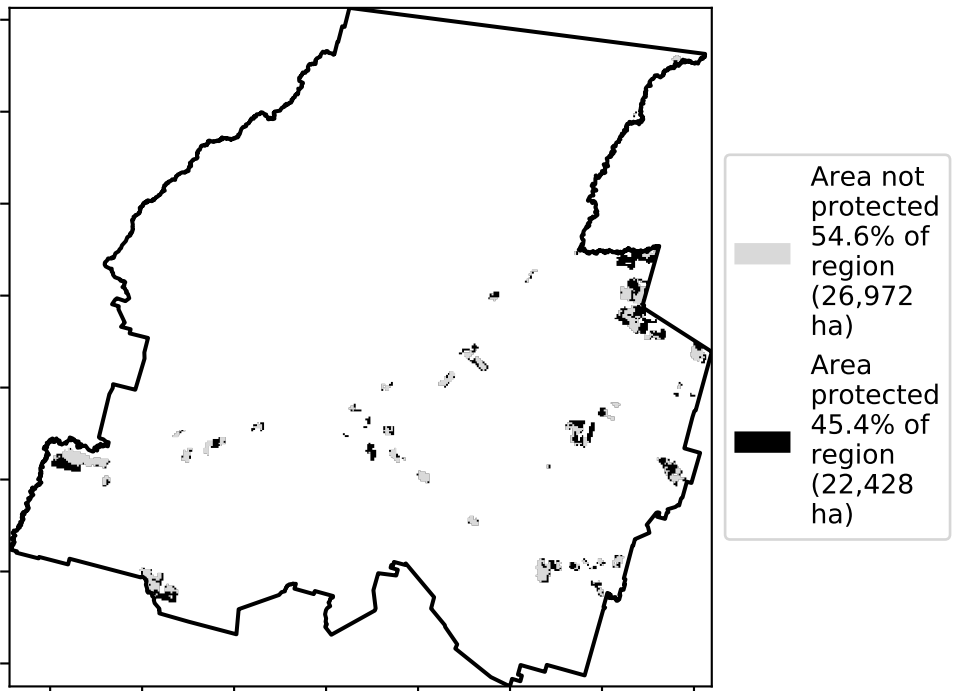 Area not
protected
54.6% of
region
(26,972
ha)
Area
protected
45.4% of
region
(22,428
ha)